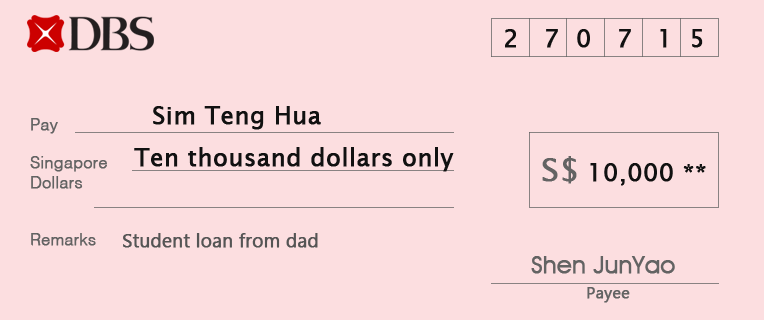 DBS
2 7 0 7 1 5
Pay Sim Teng Hua
Singapore Dollars Ten thousand dollars only
S$ 10,000 **
Remarks Student loan from dad
Shen JunYao
Payee